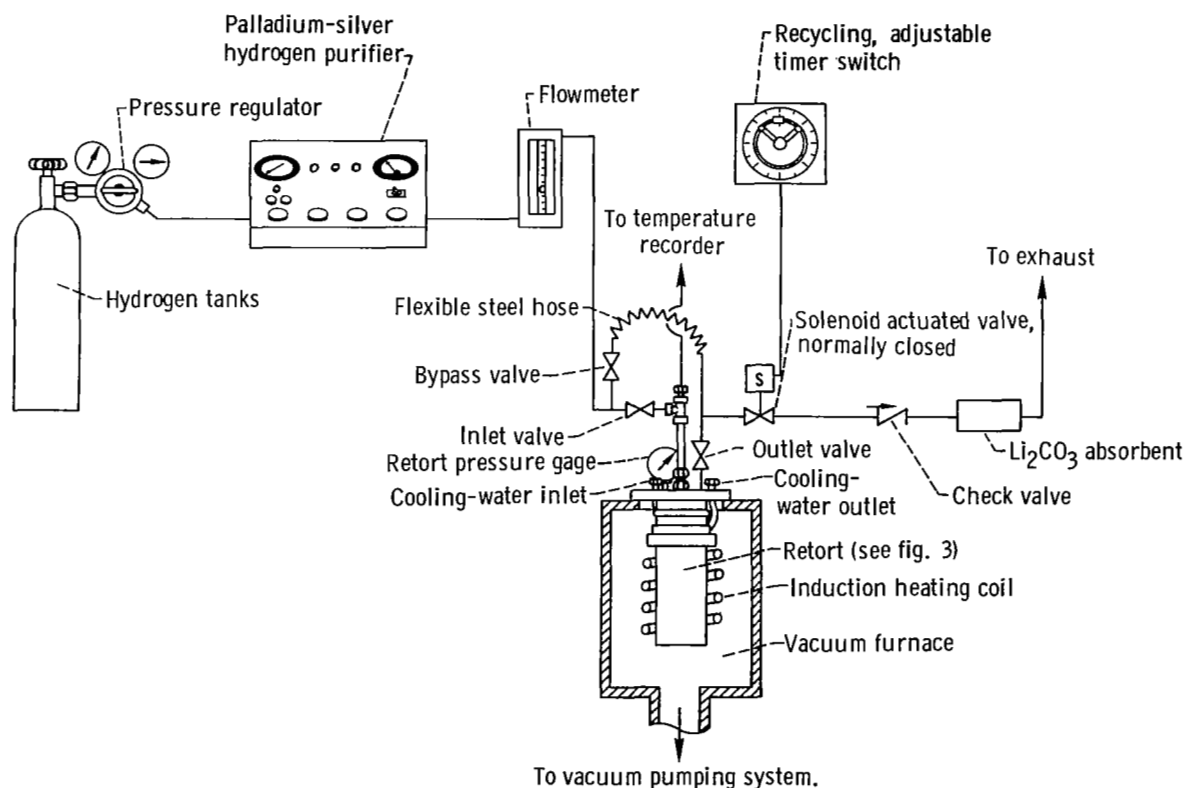 Palladium-silver
hydrogen purifier
Recycling, adjustable
timer switch
Pressure regulator
Flowmeter
To temperature
recorder
To exhaust
Hydrogen tanks
Flexible steel hose
Solenoid actuated valve,
normally closed
S
Bypass valve
Inlet valve
Outlet valve
Li₂CO₃ absorbent
Retort pressure gage
Cooling-water inlet
Cooling-
water outlet
Check valve
Retort (see fig. 3)
Induction heating coil
Vacuum furnace
To vacuum pumping system.